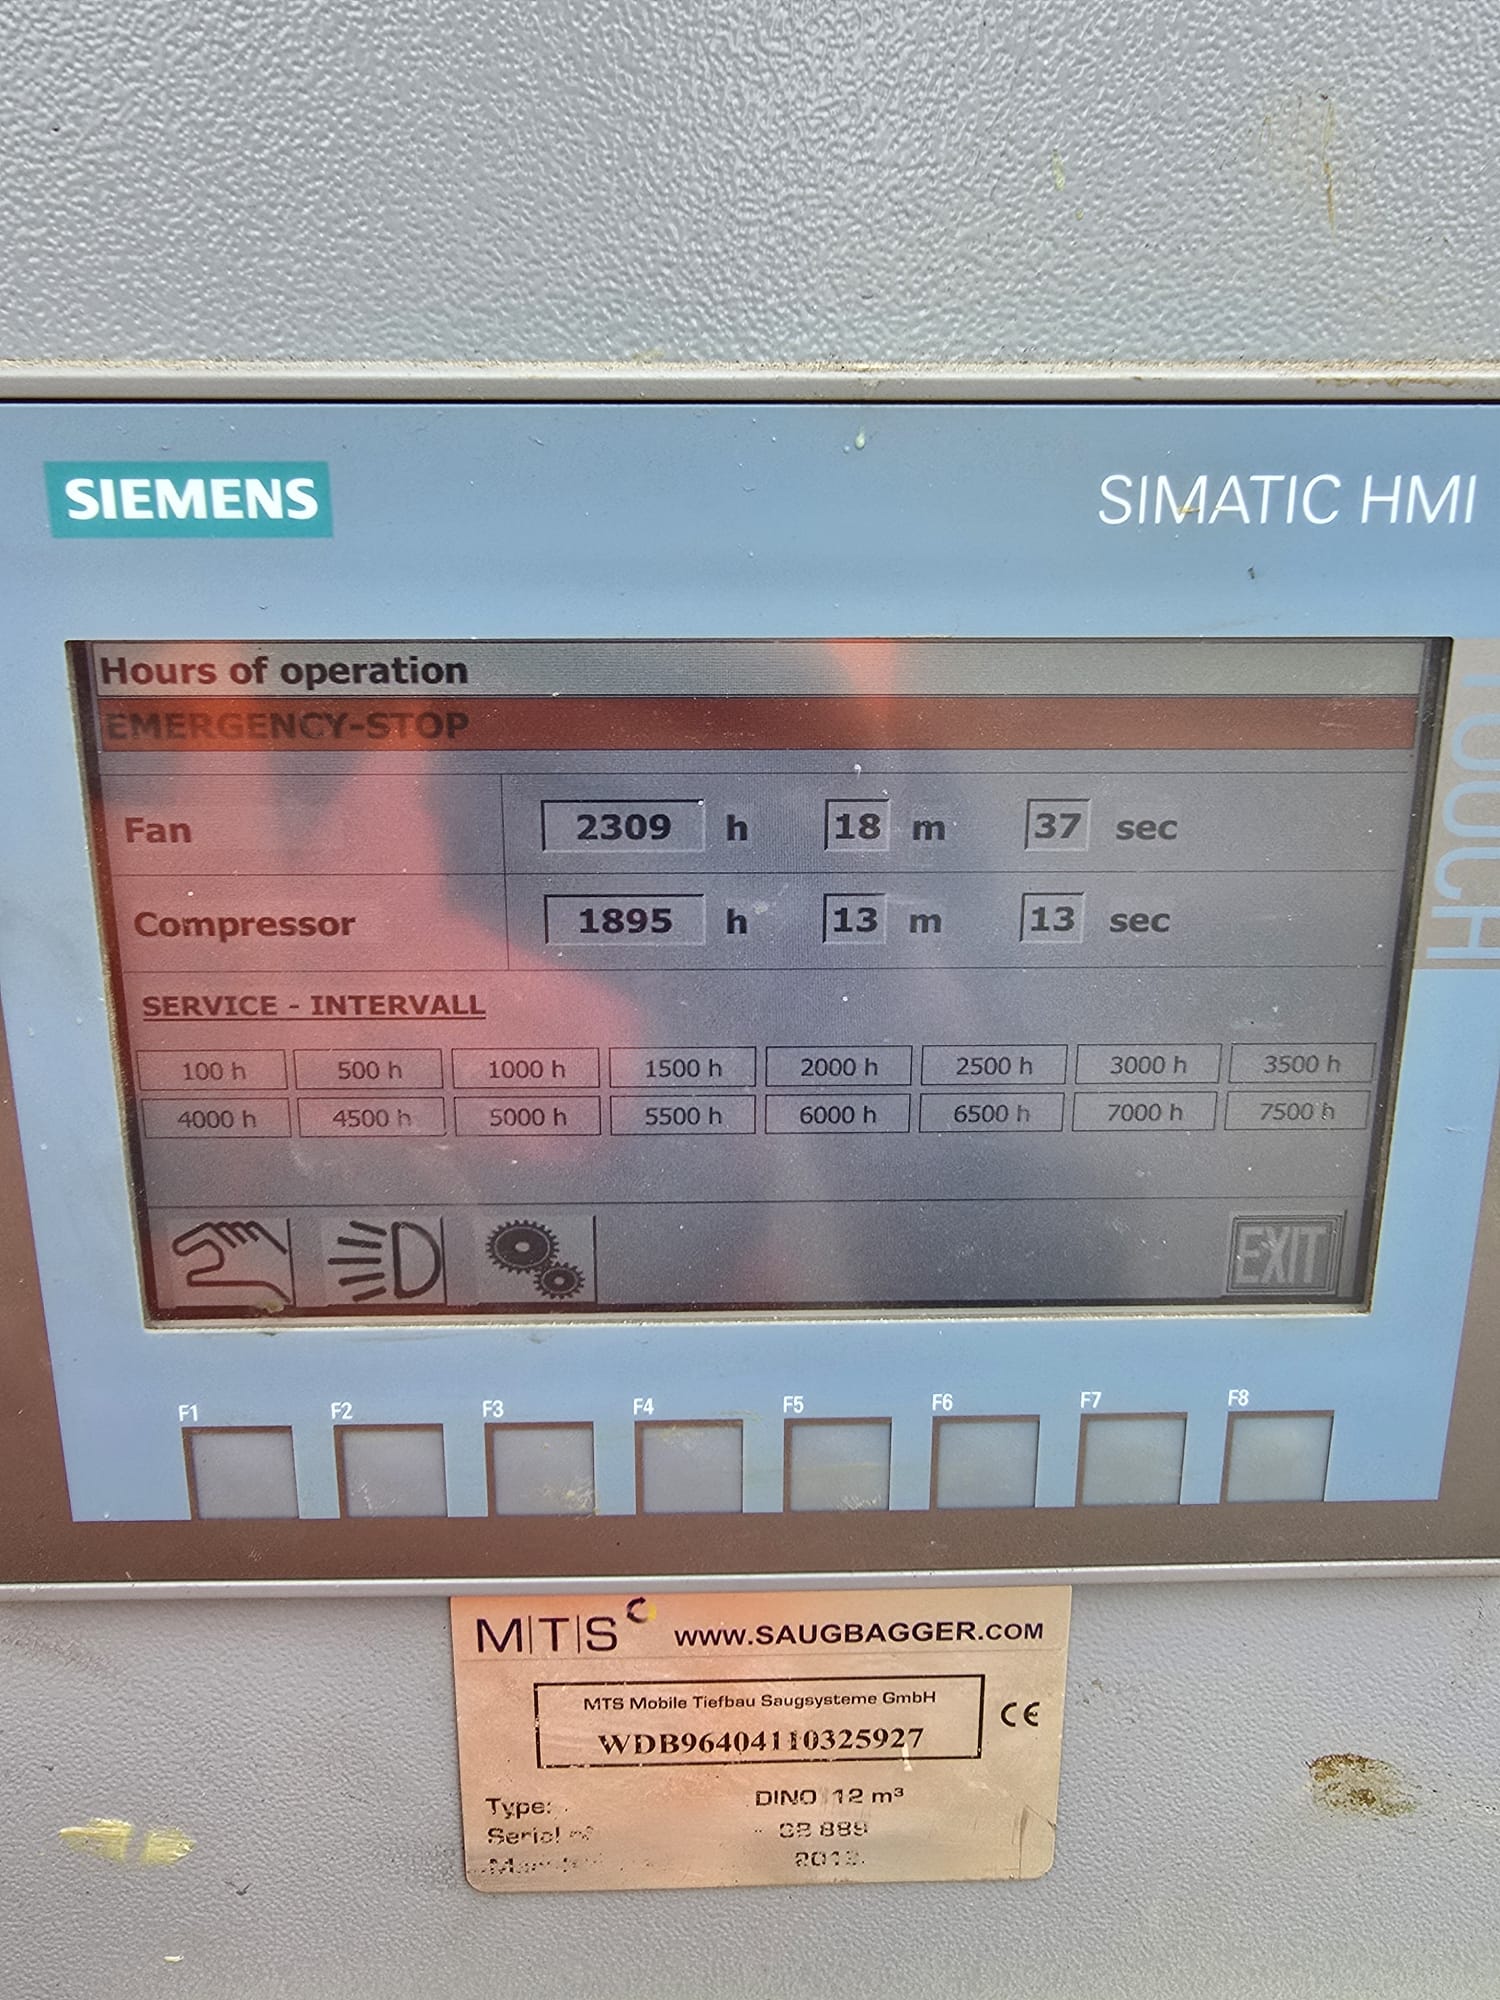 SIEMENS
SIMATIC HMI
TOUCH
Hours of operation
EMERGENCY-STOP
Fan 2309 h 18 m 37 sec
Compressor 1895 h 13 m 13 sec
SERVICE - INTERVALL
100 h 500 h 1000 h 1500 h 2000 h 2500 h 3000 h 3500 h
4000 h 4500 h 5000 h 5500 h 6000 h 6500 h 7000 h 7500 h
EXIT
F1 F2 F3 F4 F5 F6 F7 F8
M|T|S WWW.SAUGBAGGER.COM
MTS Mobile Tiefbau Saugsysteme GmbH
WDB96404110325927
CE
Type: DINO 12 m³
Serial 889